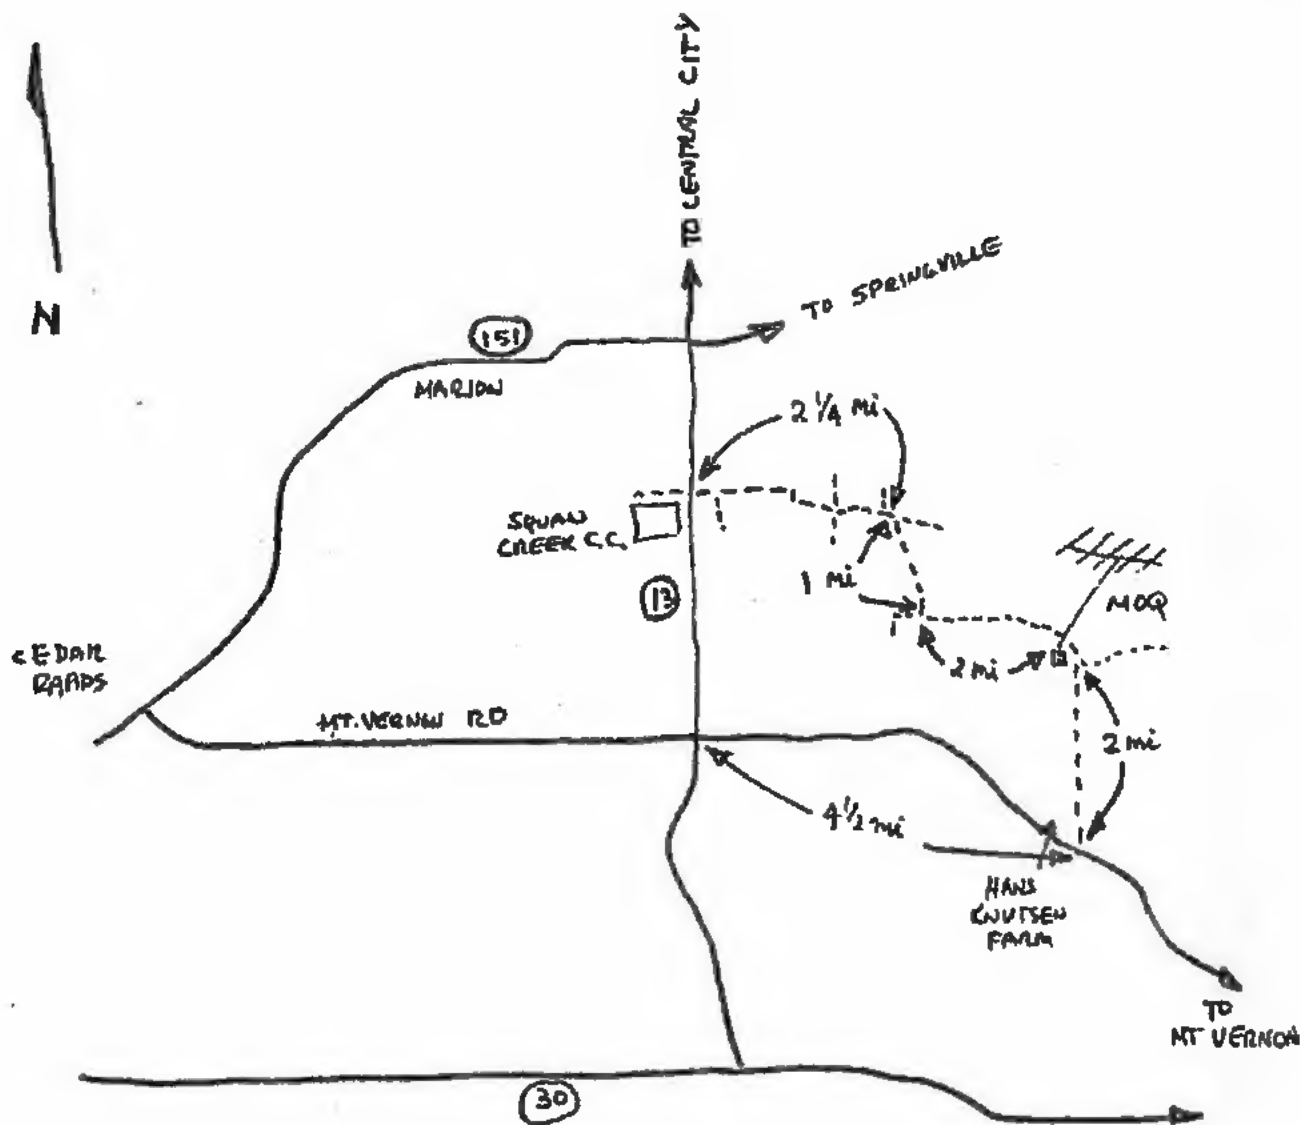 TO CENTRAL CITY
N
TO SPRINGVILLE
151
MARION
2 1/4 mi
SQUAW
CREEK C.C.
1 mi
13
MOQ
CEDAR
RAPIDS
2 mi
MT. VERNON RD
2 mi
4 1/2 mi
HANS
KNUTSEN
FARM
TO
MT VERNON
30